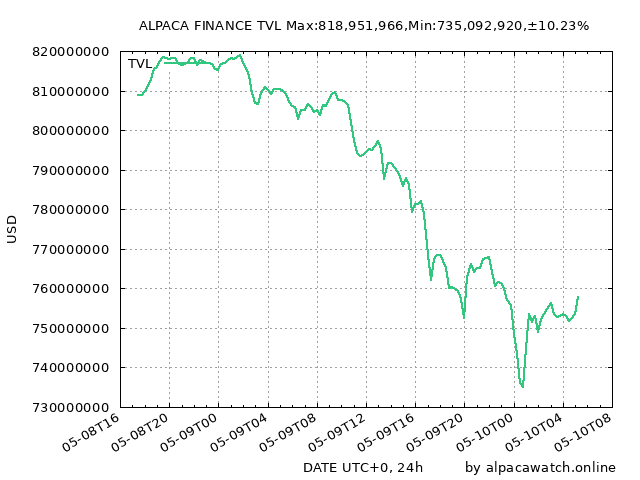 ALPACA FINANCE TVL Max:818,951,966,Min:735,092,920,±10.23%
820000000
TVL
810000000
800000000
790000000
780000000
USD
770000000
760000000
750000000
740000000
730000000
05-08T16
05-08T20
05-09T00
05-09T04
05-09T08
05-09T12
05-09T16
05-09T20
05-10T00
05-10T04
05-10T08
DATE UTC+0, 24h
by alpacawatch.online